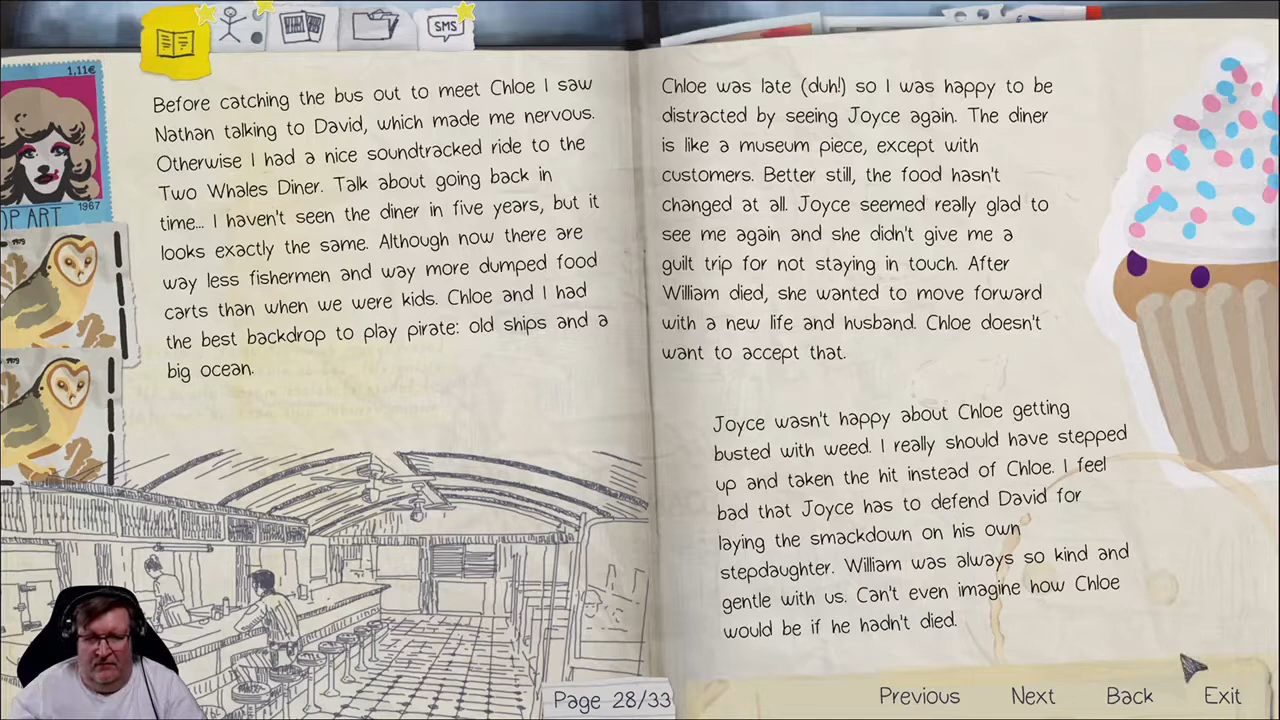 SMS
1,11€
POP ART 1967
1979
1979
Before catching the bus out to meet Chloe I saw
Nathan talking to David, which made me nervous.
Otherwise I had a nice soundtracked ride to the
Two Whales Diner. Talk about going back in
time... I haven't seen the diner in five years, but it
looks exactly the same. Although now there are
way less fishermen and way more dumped food
carts than when we were kids. Chloe and I had
the best backdrop to play pirate: old ships and a
big ocean.
Chloe was late (duh!) so I was happy to be
distracted by seeing Joyce again. The diner
is like a museum piece, except with
customers. Better still, the food hasn't
changed at all. Joyce seemed really glad to
see me again and she didn't give me a
guilt trip for not staying in touch. After
William died, she wanted to move forward
with a new life and husband. Chloe doesn't
want to accept that.
Joyce wasn't happy about Chloe getting
busted with weed. I really should have stepped
up and taken the hit instead of Chloe. I feel
bad that Joyce has to defend David for
laying the smackdown on his own
stepdaughter. William was always so kind and
gentle with us. Can't even imagine how Chloe
would be if he hadn't died.
Page 28/33
Previous Next Back Exit